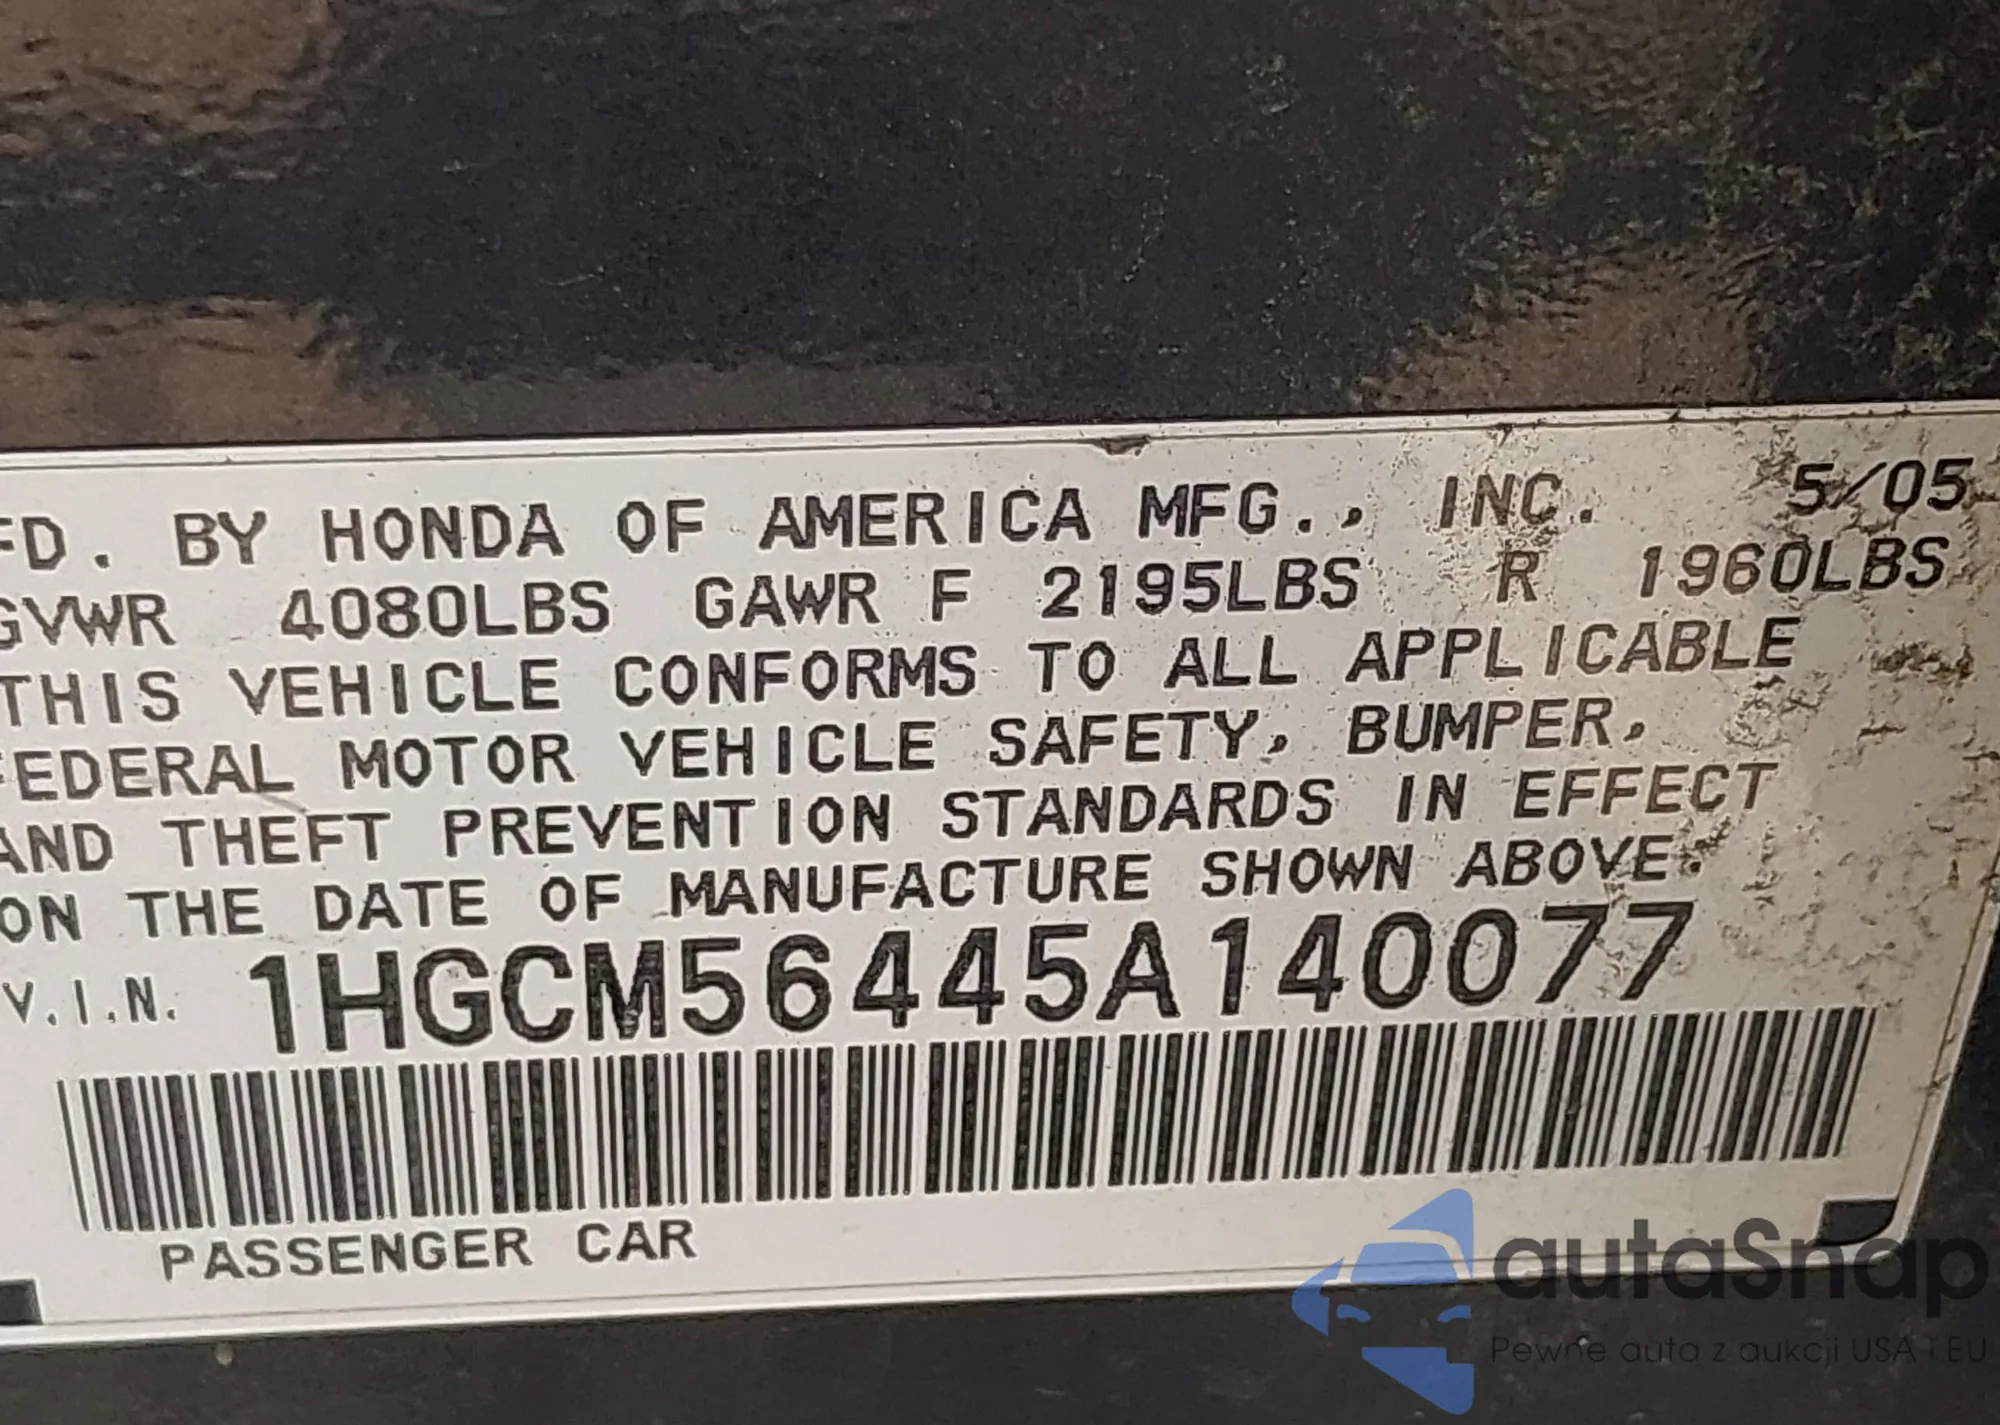 FD. BY HONDA OF AMERICA MFG., INC. 5/05
GVWR 4080LBS GAWR F 2195LBS R 1960LBS
THIS VEHICLE CONFORMS TO ALL APPLICABLE
FEDERAL MOTOR VEHICLE SAFETY, BUMPER,
AND THEFT PREVENTION STANDARDS IN EFFECT
ON THE DATE OF MANUFACTURE SHOWN ABOVE.
V.I.N. 1HGCM56445A140077
PASSENGER CAR
autaSnap
Pewne auta z aukcji USA i EU